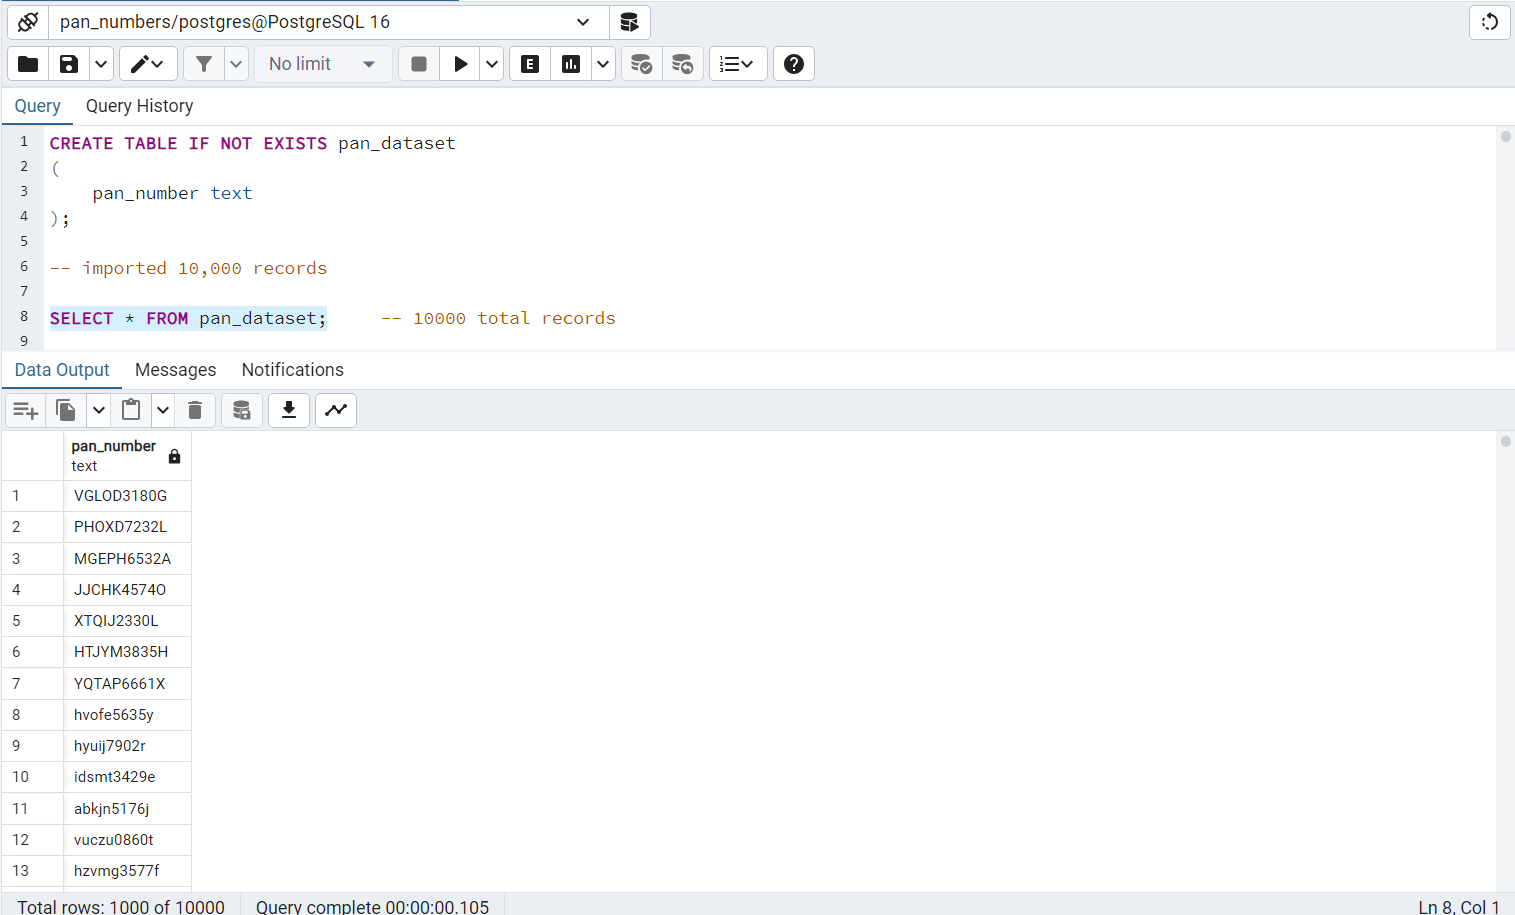 pan_numbers/postgres@PostgreSQL 16
No limit
E
Query Query History
1 CREATE TABLE IF NOT EXISTS pan_dataset
2 (
3 pan_number text
4 );
5
6 -- imported 10,000 records
7
8 SELECT * FROM pan_dataset; -- 10000 total records
9
Data Output Messages Notifications
pan_number
text
1 VGLOD3180G
2 PHOXD7232L
3 MGEPH6532A
4 JJCHK4574O
5 XTQIJ2330L
6 HTJYM3835H
7 YQTAP6661X
8 hvofe5635y
9 hyuij7902r
10 idsmt3429e
11 abkjn5176j
12 vuczu0860t
13 hzvmg3577f
Total rows: 1000 of 10000 Query complete 00:00:00.105 Ln 8, Col 1